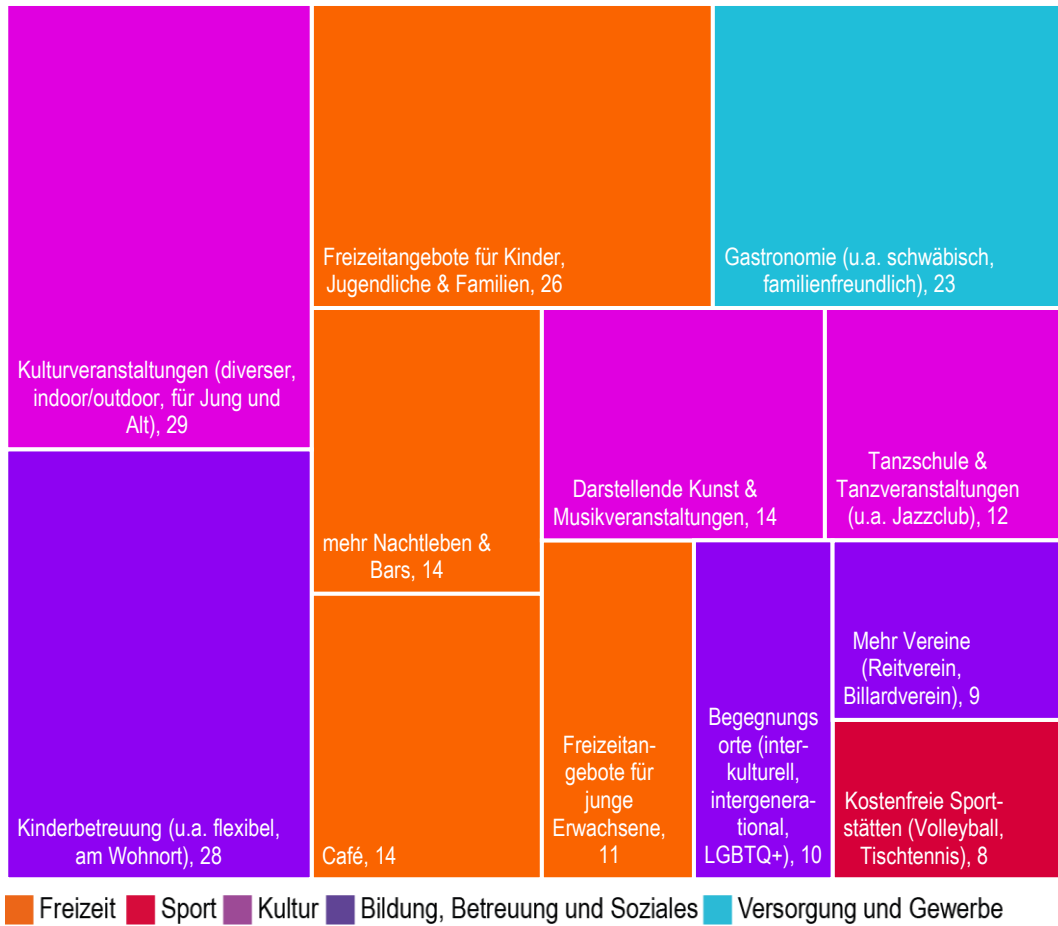 Kulturveranstaltungen (diverser,
indoor/outdoor, für Jung und
Alt), 29
Kinderbetreuung (u.a. flexibel,
am Wohnort), 28
Freizeitangebote für Kinder,
Jugendliche & Familien, 26
Gastronomie (u.a. schwäbisch,
familienfreundlich), 23
mehr Nachtleben &
Bars, 14
Café, 14
Darstellende Kunst &
Musikveranstaltungen, 14
Tanzschule &
Tanzveranstaltungen
(u.a. Jazzclub), 12
Freizeitan-
gebote für
junge
Erwachsene,
11
Begegnungs
orte (inter-
kulturell,
intergenera-
tional,
LGBTQ+), 10
Mehr Vereine
(Reitverein,
Billardverein), 9
Kostenfreie Sport-
stätten (Volleyball,
Tischtennis), 8
Freizeit Sport Kultur Bildung, Betreuung und Soziales Versorgung und Gewerbe